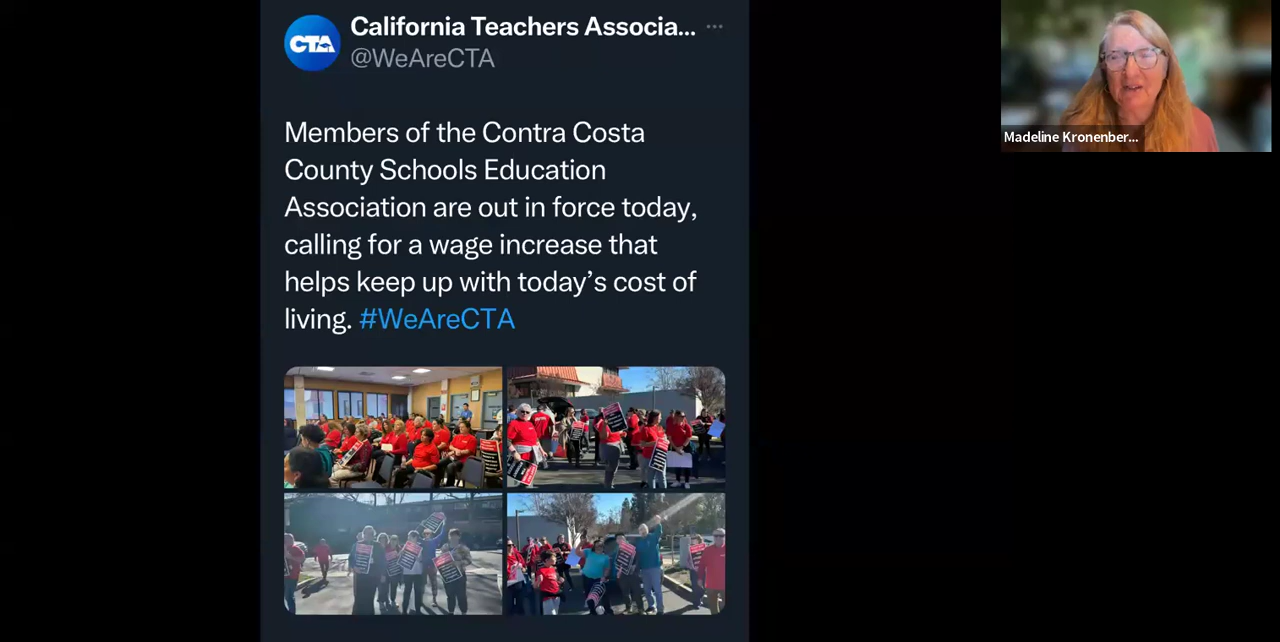 CTA
California Teachers Associa...
@WeAreCTA
Members of the Contra Costa
County Schools Education
Association are out in force today,
calling for a wage increase that
helps keep up with today’s cost of
living. #WeAreCTA
Madeline Kronenber...